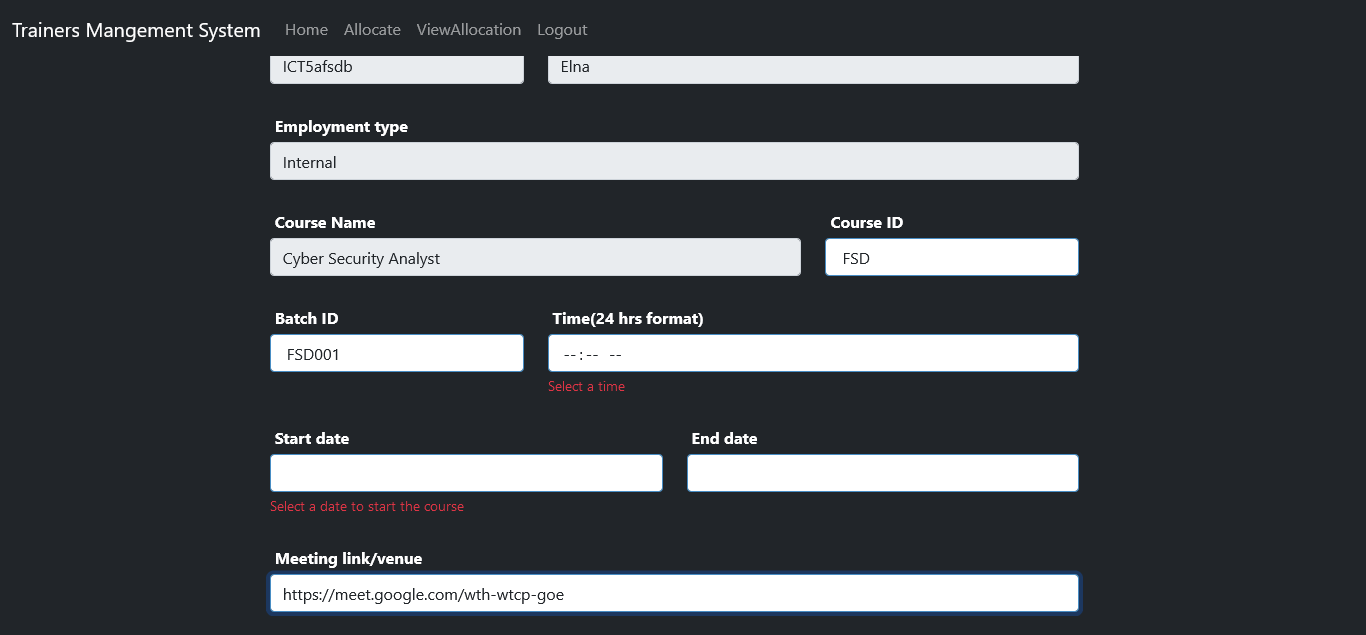 Trainers Mangement System Home Allocate ViewAllocation Logout
ICT5afsdb Elna
Employment type
Internal
Course Name Course ID
Cyber Security Analyst FSD
Batch ID Time(24 hrs format)
FSD001 --:-- --
Select a time
Start date End date
Select a date to start the course
Meeting link/venue
https://meet.google.com/wth-wtcp-goe